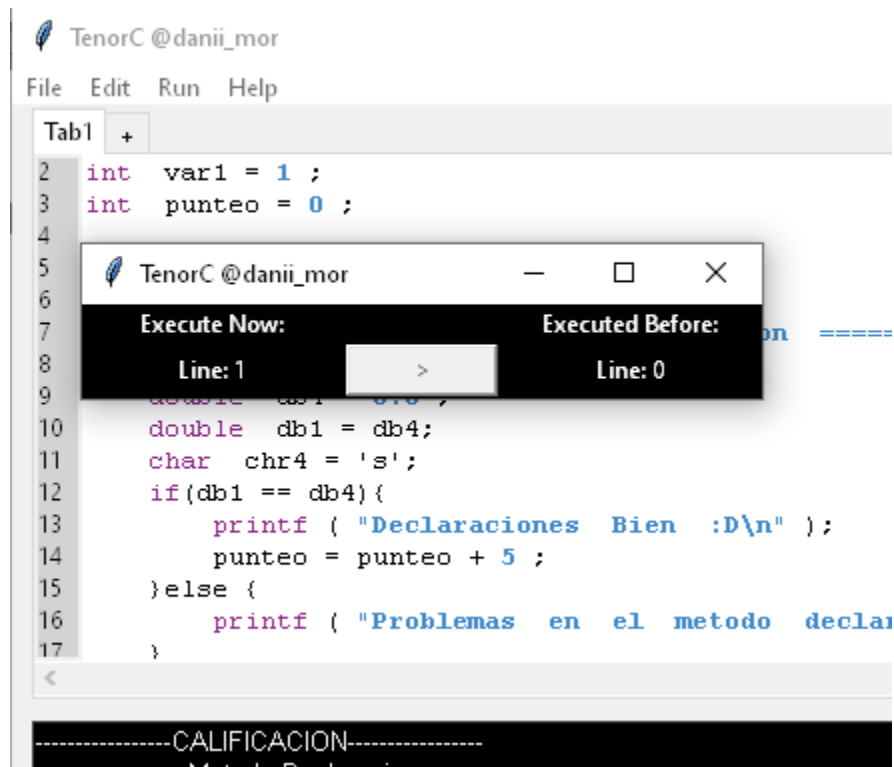 TenorC @danii_mor
File Edit Run Help
Tab1 +
2 int var1 = 1 ;
3 int punteo = 0 ;
4
5
6
7 =====
8
9
TenorC @danii_mor
Execute Now: Executed Before:
Line: 1 > Line: 0
10 double db1 = db4;
11 char chr4 = 's';
12 if(db1 == db4){
13 printf ( "Declaraciones Bien :D\n" );
14 punteo = punteo + 5 ;
15 }else {
16 printf ( "Problemas en el metodo declar
17 }
-----------------CALIFICACION-----------------